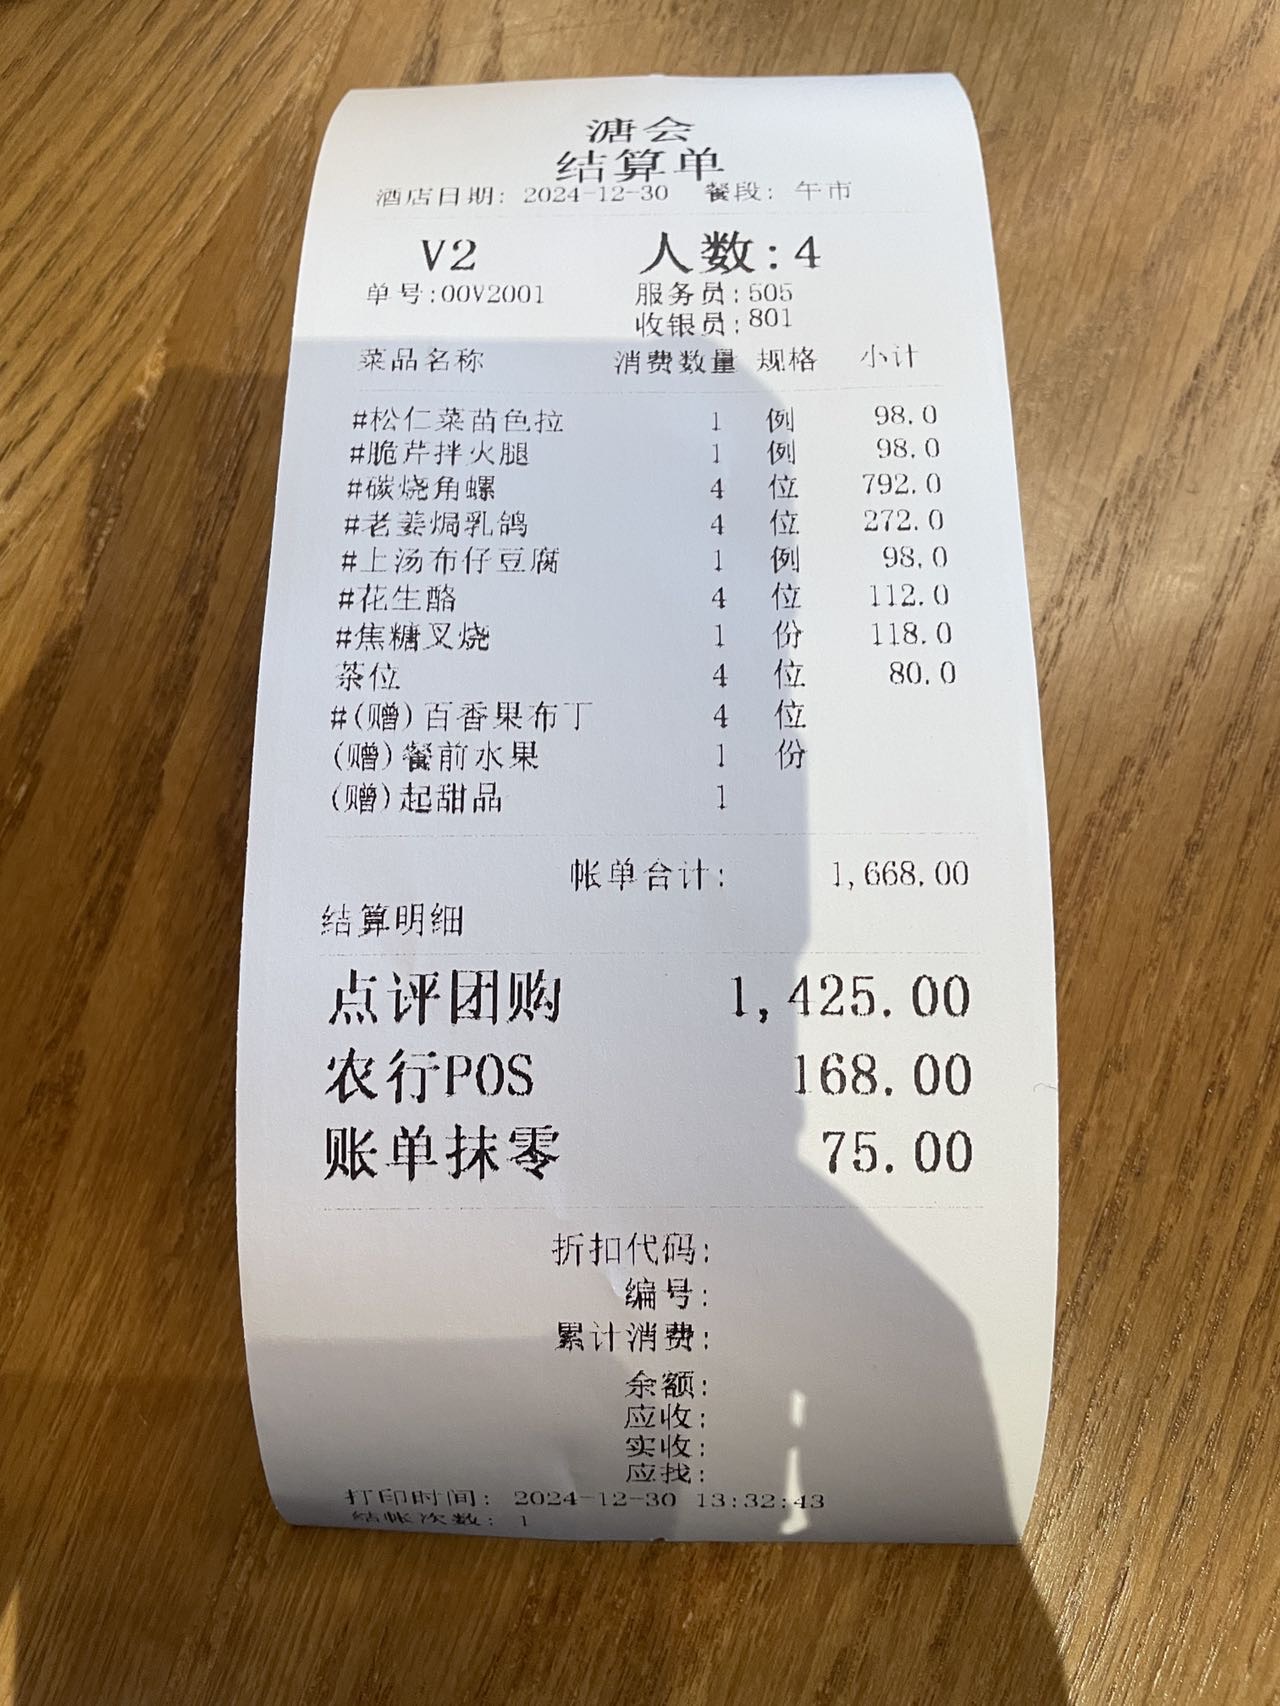 溏会
结算单
酒店日期: 2024-12-30 餐段: 午市
V2 人数:4
单号:00V2001 服务员:505
收银员:801
菜品名称 消费数量 规格 小计
#松仁菜苗色拉 1 例 98.0
#脆芹拌火腿 1 例 98.0
#碳烧角螺 4 位 792.0
#老姜焗乳鸽 4 位 272.0
#上汤布仔豆腐 1 例 98.0
#花生酪 4 位 112.0
#焦糖叉烧 1 份 118.0
茶位 4 位 80.0
#(赠)百香果布丁 4 位
(赠)餐前水果 1 份
(赠)起甜品 1
帐单合计: 1,668.00
结算明细
点评团购 1,425.00
农行POS 168.00
账单抹零 75.00
折扣代码:
编号:
累计消费:
余额:
应收:
实收:
应找:
打印时间: 2024-12-30 13:32:43
结帐次数: 1